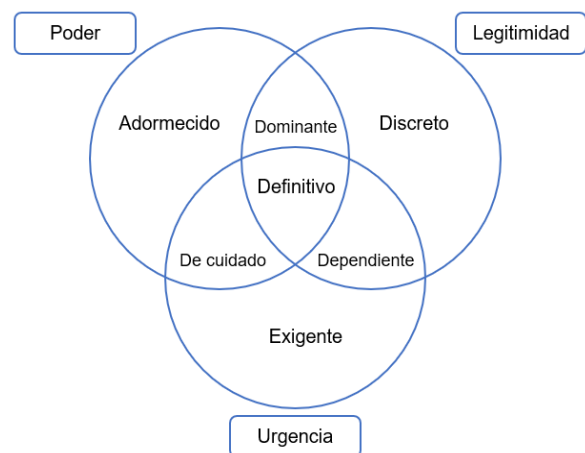 Poder
Legitimidad
Adormecido
Dominante
Discreto
Definitivo
De cuidado
Dependiente
Exigente
Urgencia